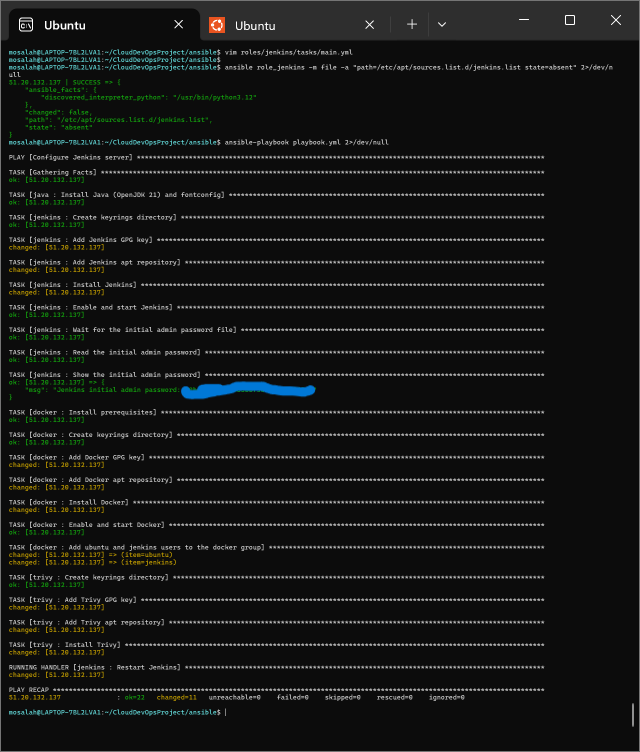 Ubuntu
Ubuntu
mosalah@LAPTOP-7BL2LVA1:~/CloudDevOpsProject/ansible$ vim roles/jenkins/tasks/main.yml
mosalah@LAPTOP-7BL2LVA1:~/CloudDevOpsProject/ansible$
mosalah@LAPTOP-7BL2LVA1:~/CloudDevOpsProject/ansible$ ansible role_jenkins -m file -a "path=/etc/apt/sources.list.d/jenkins.list state=absent" 2>/dev/n
ull
51.20.132.137 | SUCCESS => {
    "ansible_facts": {
        "discovered_interpreter_python": "/usr/bin/python3.12"
    },
    "changed": false,
    "path": "/etc/apt/sources.list.d/jenkins.list",
    "state": "absent"
}
mosalah@LAPTOP-7BL2LVA1:~/CloudDevOpsProject/ansible$ ansible-playbook playbook.yml 2>/dev/null
PLAY [Configure Jenkins server] ****
TASK [Gathering Facts] ****
ok: [51.20.132.137]
TASK [java : Install Java (OpenJDK 21) and fontconfig] ****
ok: [51.20.132.137]
TASK [jenkins : Create keyrings directory] ****
ok: [51.20.132.137]
TASK [jenkins : Add Jenkins GPG key] ****
changed: [51.20.132.137]
TASK [jenkins : Add Jenkins apt repository] ****
changed: [51.20.132.137]
TASK [jenkins : Install Jenkins] ****
changed: [51.20.132.137]
TASK [jenkins : Enable and start Jenkins] ****
ok: [51.20.132.137]
TASK [jenkins : Wait for the initial admin password file] ****
ok: [51.20.132.137]
TASK [jenkins : Read the initial admin password] ****
ok: [51.20.132.137]
TASK [jenkins : Show the initial admin password] ****
ok: [51.20.132.137] => {
    "msg": "Jenkins initial admin password:
}
TASK [docker : Install prerequisites] ****
ok: [51.20.132.137]
TASK [docker : Create keyrings directory] ****
ok: [51.20.132.137]
TASK [docker : Add Docker GPG key] ****
changed: [51.20.132.137]
TASK [docker : Add Docker apt repository] ****
changed: [51.20.132.137]
TASK [docker : Install Docker] ****
changed: [51.20.132.137]
TASK [docker : Enable and start Docker] ****
ok: [51.20.132.137]
TASK [docker : Add ubuntu and jenkins users to the docker group] ****
changed: [51.20.132.137] => (item=ubuntu)
changed: [51.20.132.137] => (item=jenkins)
TASK [trivy : Create keyrings directory] ****
ok: [51.20.132.137]
TASK [trivy : Add Trivy GPG key] ****
changed: [51.20.132.137]
TASK [trivy : Add Trivy apt repository] ****
changed: [51.20.132.137]
TASK [trivy : Install Trivy] ****
changed: [51.20.132.137]
RUNNING HANDLER [jenkins : Restart Jenkins] ****
changed: [51.20.132.137]
PLAY RECAP ****
51.20.132.137 : ok=22 changed=11 unreachable=0 failed=0 skipped=0 rescued=0 ignored=0
mosalah@LAPTOP-7BL2LVA1:~/CloudDevOpsProject/ansible$